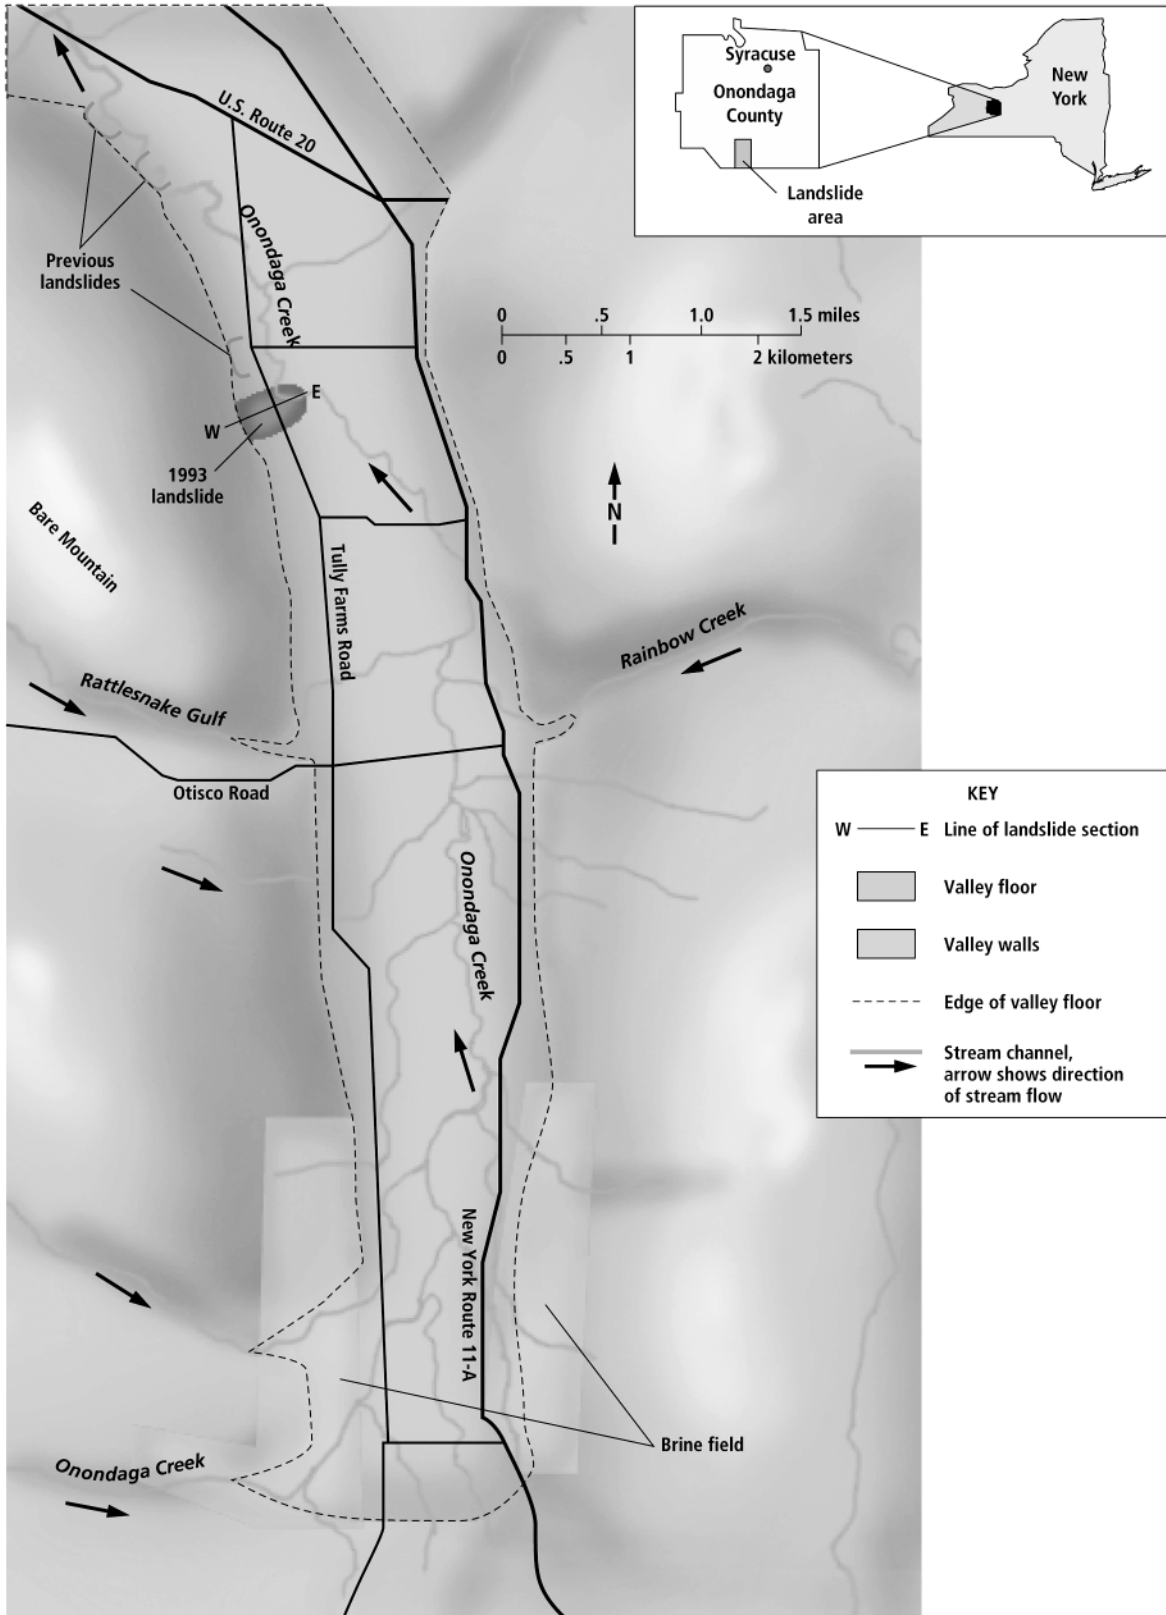 Syracuse
Onondaga
County
New
York
Landslide
area
U.S. Route 20
Onondaga Creek
Previous
landslides
0 .5 1.0 1.5 miles
0 .5 1 2 kilometers
E
W
1993
landslide
N
Bare Mountain
Tully Farms Road
Rainbow Creek
Rattlesnake Gulf
Otisco Road
KEY
W E Line of landslide section
Valley floor
Valley walls
Edge of valley floor
Stream channel,
arrow shows direction
of stream flow
Onondaga Creek
New York Route 11-A
Brine field
Onondaga Creek